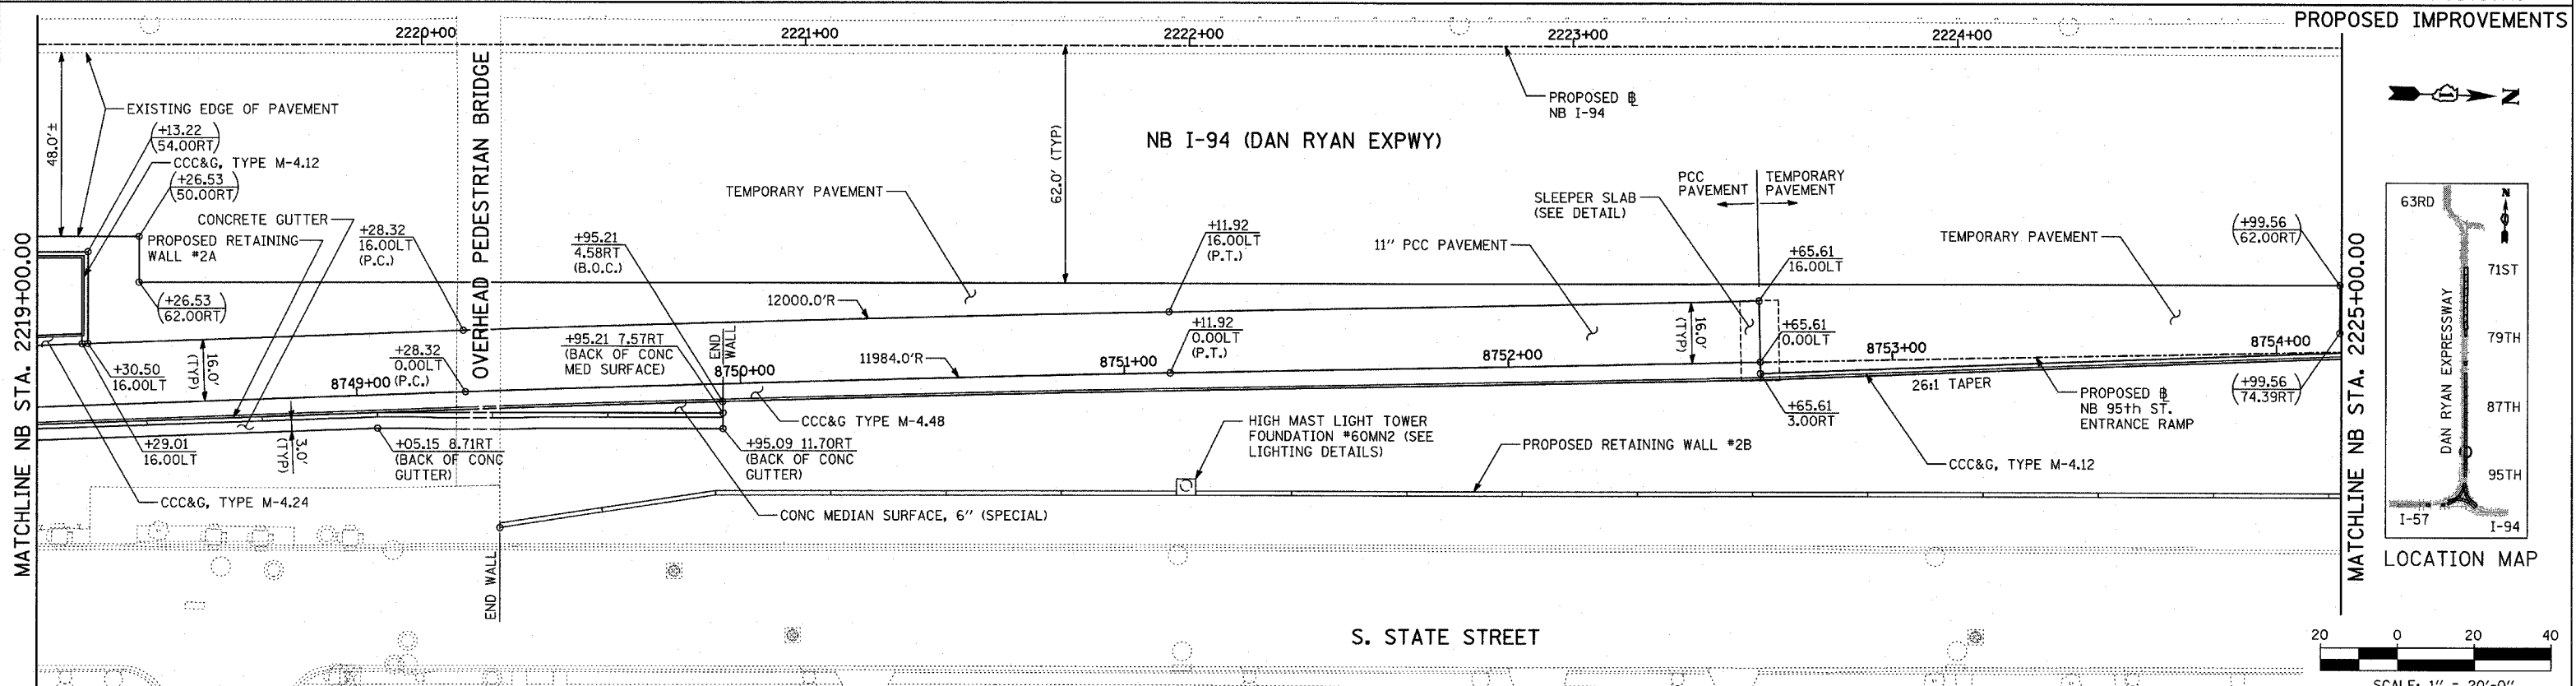 PROPOSED IMPROVEMENTS
2220+00
2221+00
2222+00
2223+00
2224+00
MATCHLINE NB STA. 2219+00.00
48.0'±
EXISTING EDGE OF PAVEMENT
(+13.22
54.00RT)
CCC&G, TYPE M-4.12
(+26.53
50.00RT)
CONCRETE GUTTER
PROPOSED RETAINING
WALL #2A
(+26.53
62.00RT)
+28.32
16.00LT
(P.C.)
OVERHEAD PEDESTRIAN BRIDGE
+30.50
16.00LT
16.0'
(TYP)
+28.32
0.00LT
(P.C.)
8749+00
+29.01
16.00LT
3.0'
(TYP)
+05.15 8.71RT
(BACK OF CONC
GUTTER)
CCC&G, TYPE M-4.24
END WALL
TEMPORARY PAVEMENT
+95.21
4.58RT
(B.O.C.)
+95.21 7.57RT
(BACK OF CONC
MED SURFACE)
END
WALL
8750+00
12000.0'R
11984.0'R
CCC&G TYPE M-4.48
+95.09 11.70RT
(BACK OF CONC
GUTTER)
CONC MEDIAN SURFACE, 6" (SPECIAL)
62.0' (TYP)
NB I-94 (DAN RYAN EXPWY)
PROPOSED B
NB I-94
+11.92
16.00LT
(P.T.)
+11.92
0.00LT
(P.T.)
8751+00
HIGH MAST LIGHT TOWER
FOUNDATION #60MN2 (SEE
LIGHTING DETAILS)
11" PCC PAVEMENT
SLEEPER SLAB
(SEE DETAIL)
PCC
PAVEMENT
TEMPORARY
PAVEMENT
+65.61
16.00LT
16.0'
(TYP)
+65.61
0.00LT
8752+00
+65.61
3.00RT
PROPOSED RETAINING WALL #2B
TEMPORARY PAVEMENT
(+99.56
62.00RT)
8753+00
8754+00
26:1 TAPER
PROPOSED B
NB 95th ST.
ENTRANCE RAMP
(+99.56
74.39RT)
CCC&G, TYPE M-4.12
MATCHLINE NB STA. 2225+00.00
S. STATE STREET
N
63RD
N
71ST
79TH
87TH
95TH
DAN RYAN EXPRESSWAY
I-57
I-94
LOCATION MAP
20 0 20 40
SCALE: 1" = 20'-0"